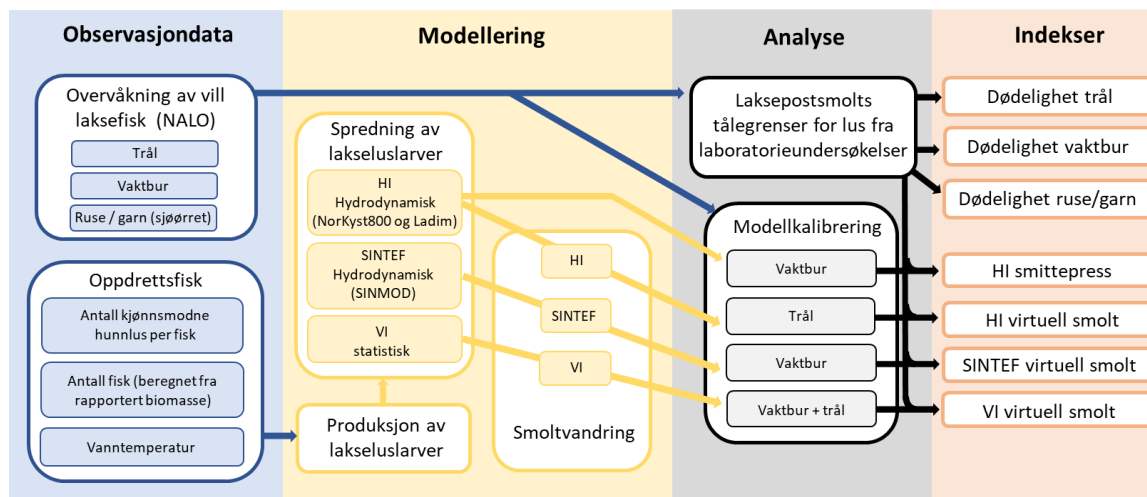 Observasjondata
Modellering
Analyse
Indekser
Overvåkning av vill
laksefisk  (NALO)
Trål
Vaktbur
Ruse / garn (sjøørret)
Oppdrettsfisk
Antall kjønnsmodne
hunnlus per fisk
Antall fisk (beregnet fra
rapportert biomasse)
Vanntemperatur
Spredning av
lakseluslarver
HI
Hydrodynamisk
(NorKyst800 og Ladim)
SINTEF
Hydrodynamisk
(SINMOD)
VI
statistisk
Produksjon av
lakseluslarver
HI
SINTEF
VI
Smoltvandring
Laksepostsmolts
tålegrenser for lus fra
laboratorieundersøkelser
Modellkalibrering
Vaktbur
Trål
Vaktbur
Vaktbur + trål
Dødelighet trål
Dødelighet vaktbur
Dødelighet ruse/garn
HI smittepress
HI virtuell smolt
SINTEF virtuell smolt
VI virtuell smolt